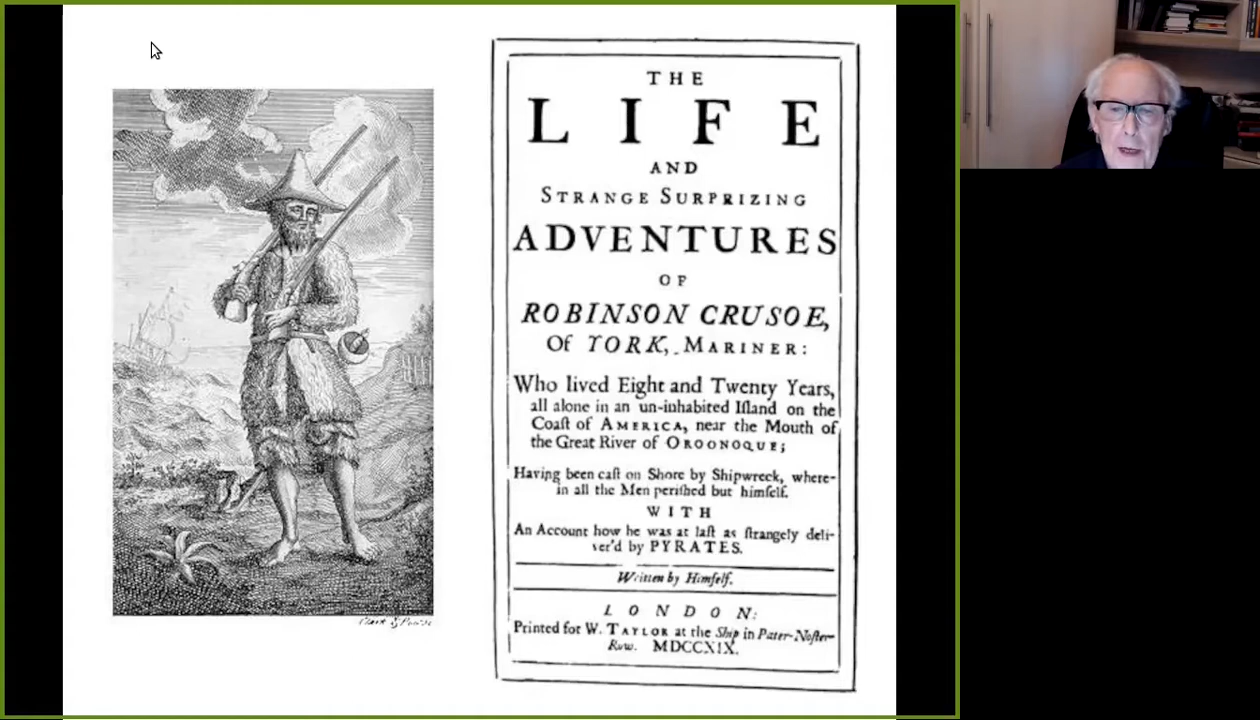 THE
LIFE
AND
STRANGE SURPRIZING
ADVENTURES
OF
ROBINSON CRUSOE,
Of YORK, MARINER:
Who lived Eight and Twenty Years,
all alone in an un-inhabited Iſland on the
Coaſt of AMERICA, near the Mouth of
the Great River of OROONOQUE;
Having been caſt on Shore by Shipwreck, where-
in all the Men periſhed but himſelf.
WITH
An Account how he was at laſt as ſtrangely deli-
ver'd by PYRATES.
Written by Himſelf.
LONDON:
Printed for W. TAYLOR at the Ship in Pater-Noſter-
Row. MDCCXIX.